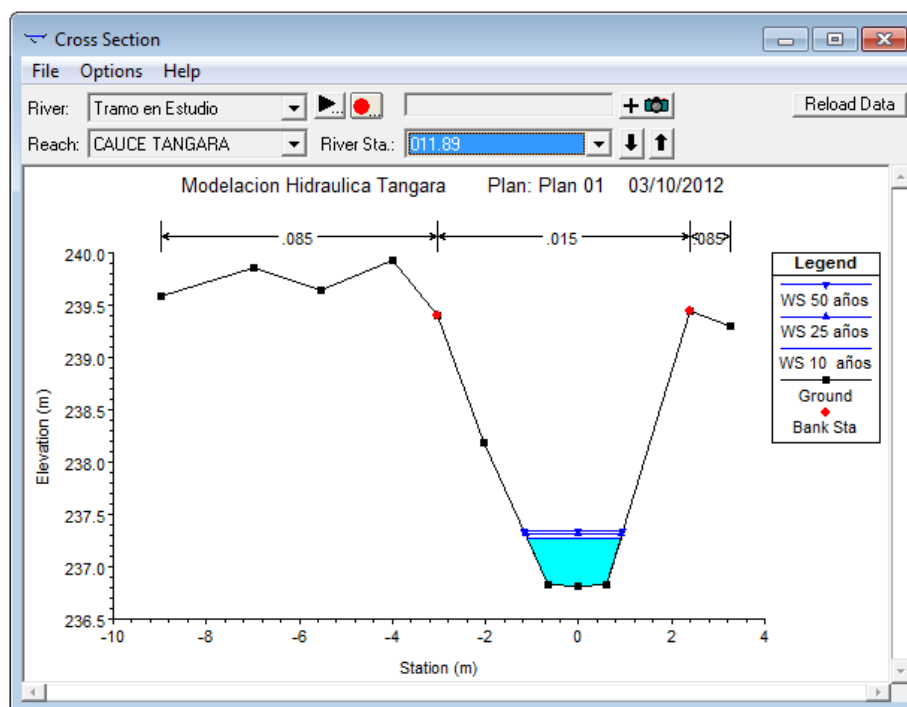 Cross Section
File Options Help
River: Tramo en Estudio Reload Data
Reach: CAUCE TANGARA River Sta.: 011.89
Modelacion Hidraulica Tangara Plan: Plan 01 03/10/2012
.085 .015 .085
240.0
239.5
239.0
238.5
238.0
237.5
237.0
236.5
Elevation (m)
-10 -8 -6 -4 -2 0 2 4
Station (m)
Legend
WS 50 años
WS 25 años
WS 10 años
Ground
Bank Sta